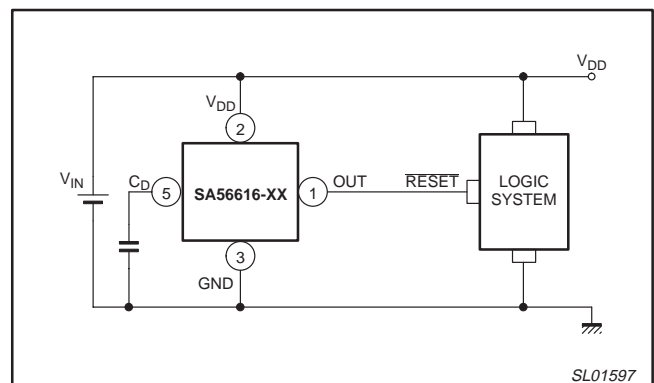 VDD
VDD
2
VIN
CD
5
SA56616-XX
1
OUT
RESET
LOGIC
SYSTEM
3
GND
SL01597